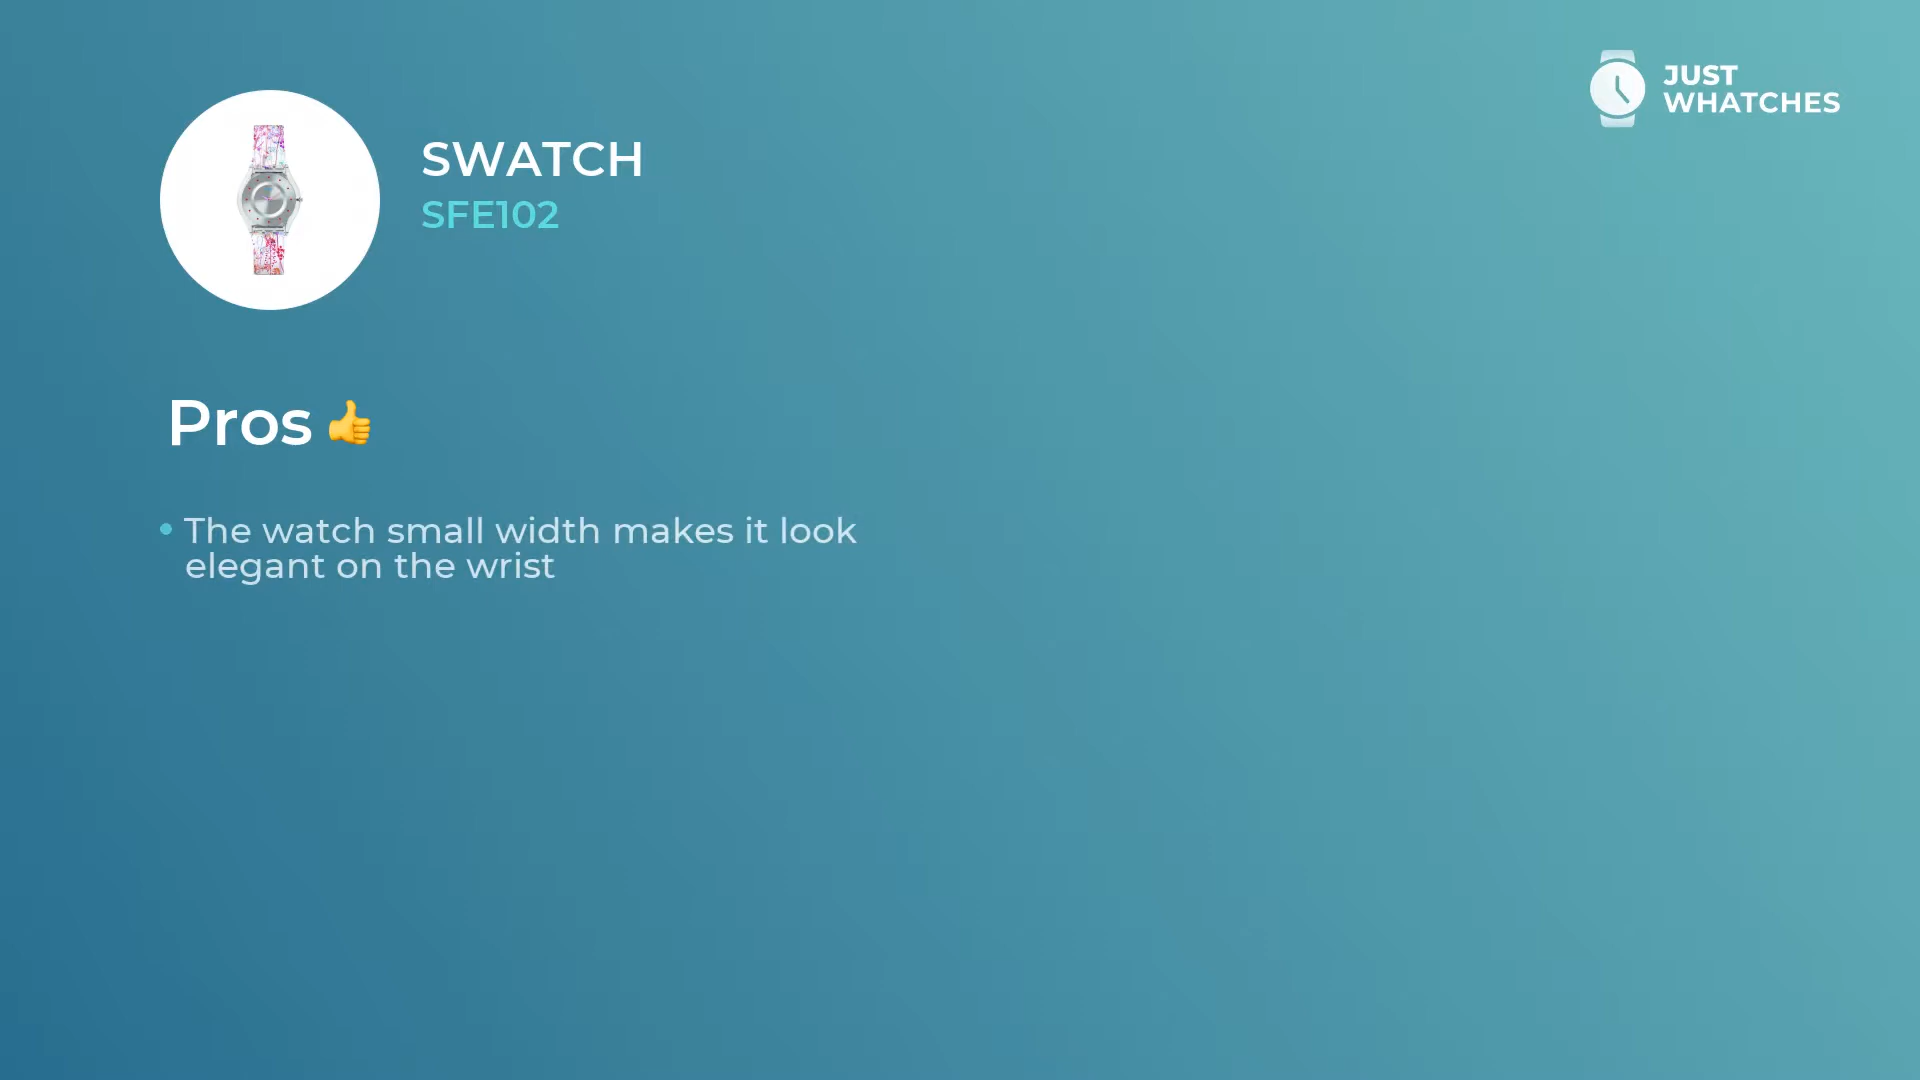 JUST
WHATCHES
SWATCH
SFE102
Pros 👍
• The watch small width makes it look
elegant on the wrist